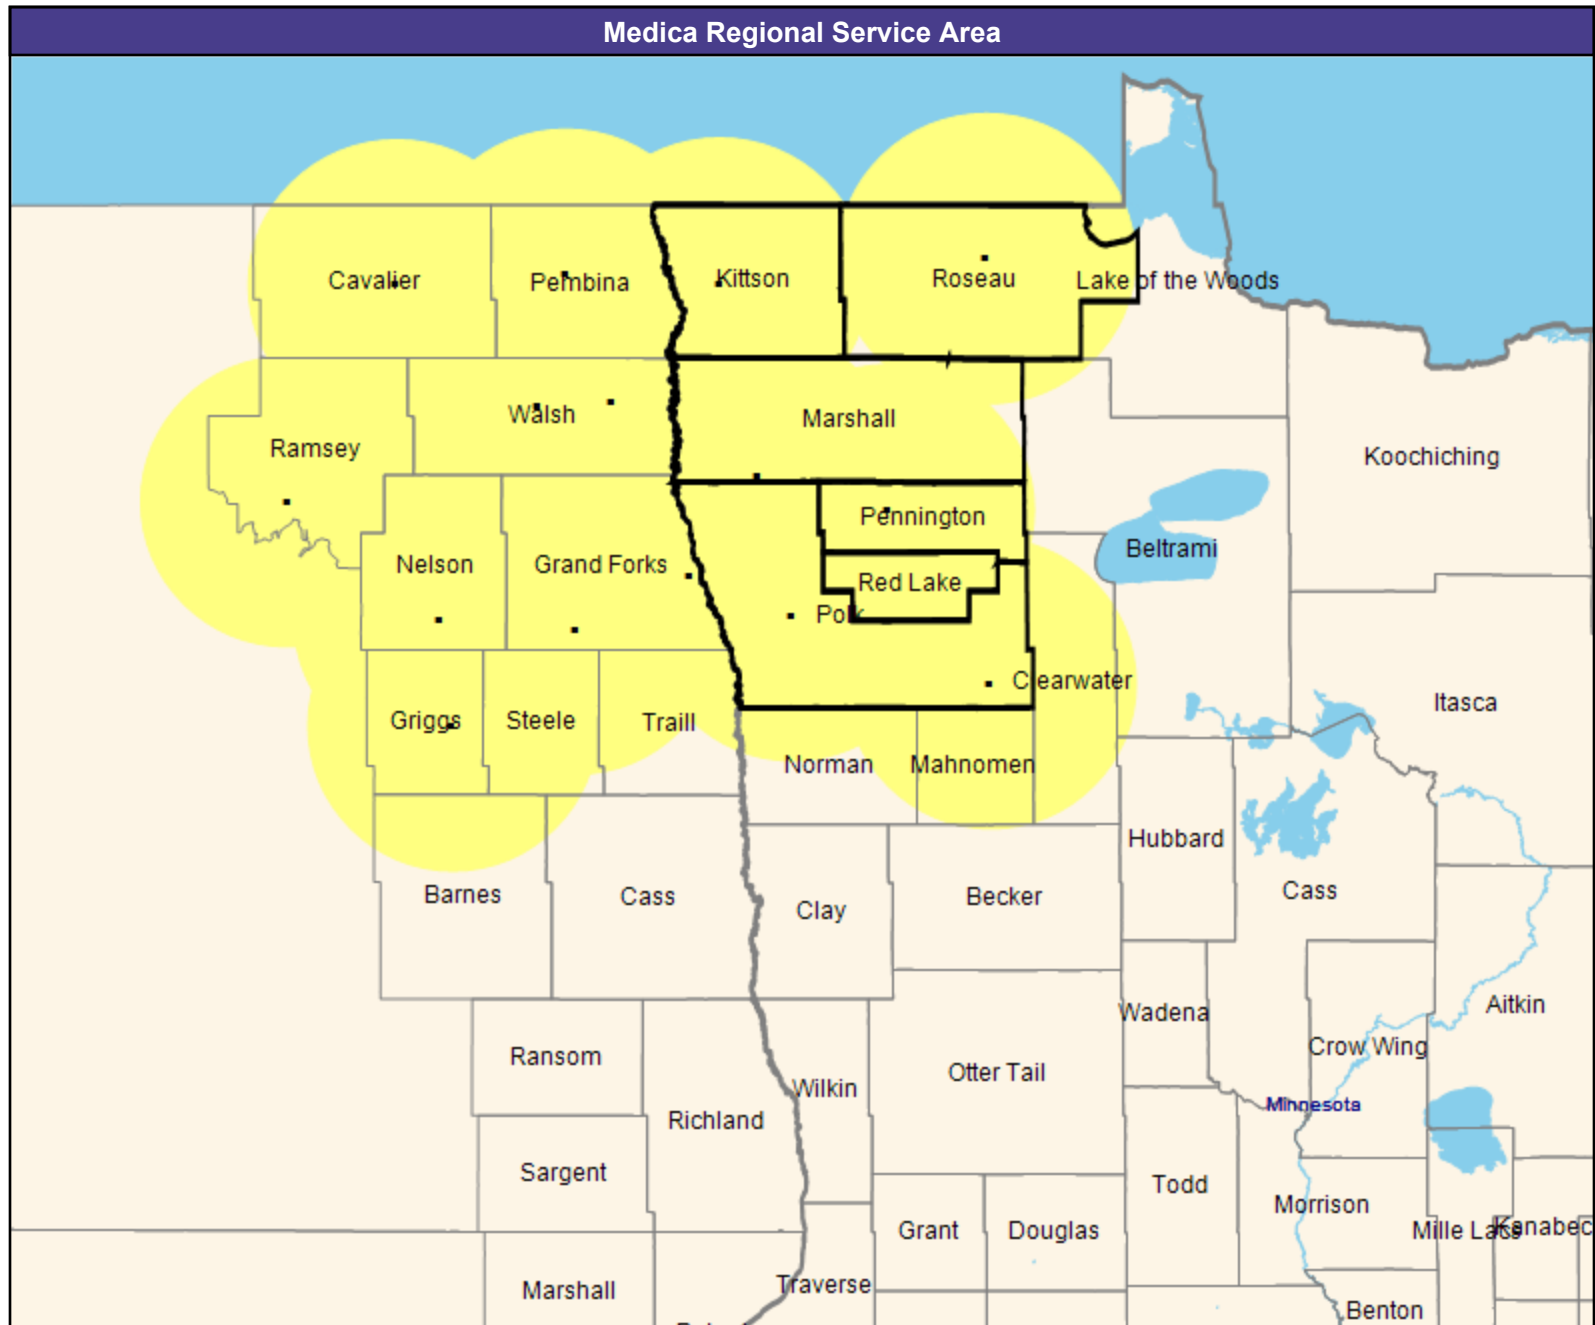 Medica Regional Service Area
Cavalier
Pembina
Kittson
Roseau
Lake of the Woods
Walsh
Marshall
Ramsey
Koochiching
Pennington
Beltrami
Nelson
Grand Forks
Red Lake
Polk
Clearwater
Griggs
Steele
Traill
Itasca
Norman
Mahnomen
Hubbard
Barnes
Cass
Clay
Becker
Cass
Aitkin
Wadena
Crow Wing
Ransom
Otter Tail
Wilkin
Minnesota
Richland
Sargent
Todd
Morrison
Grant
Douglas
Mille Lacs
Kanabec
Marshall
Traverse
Benton